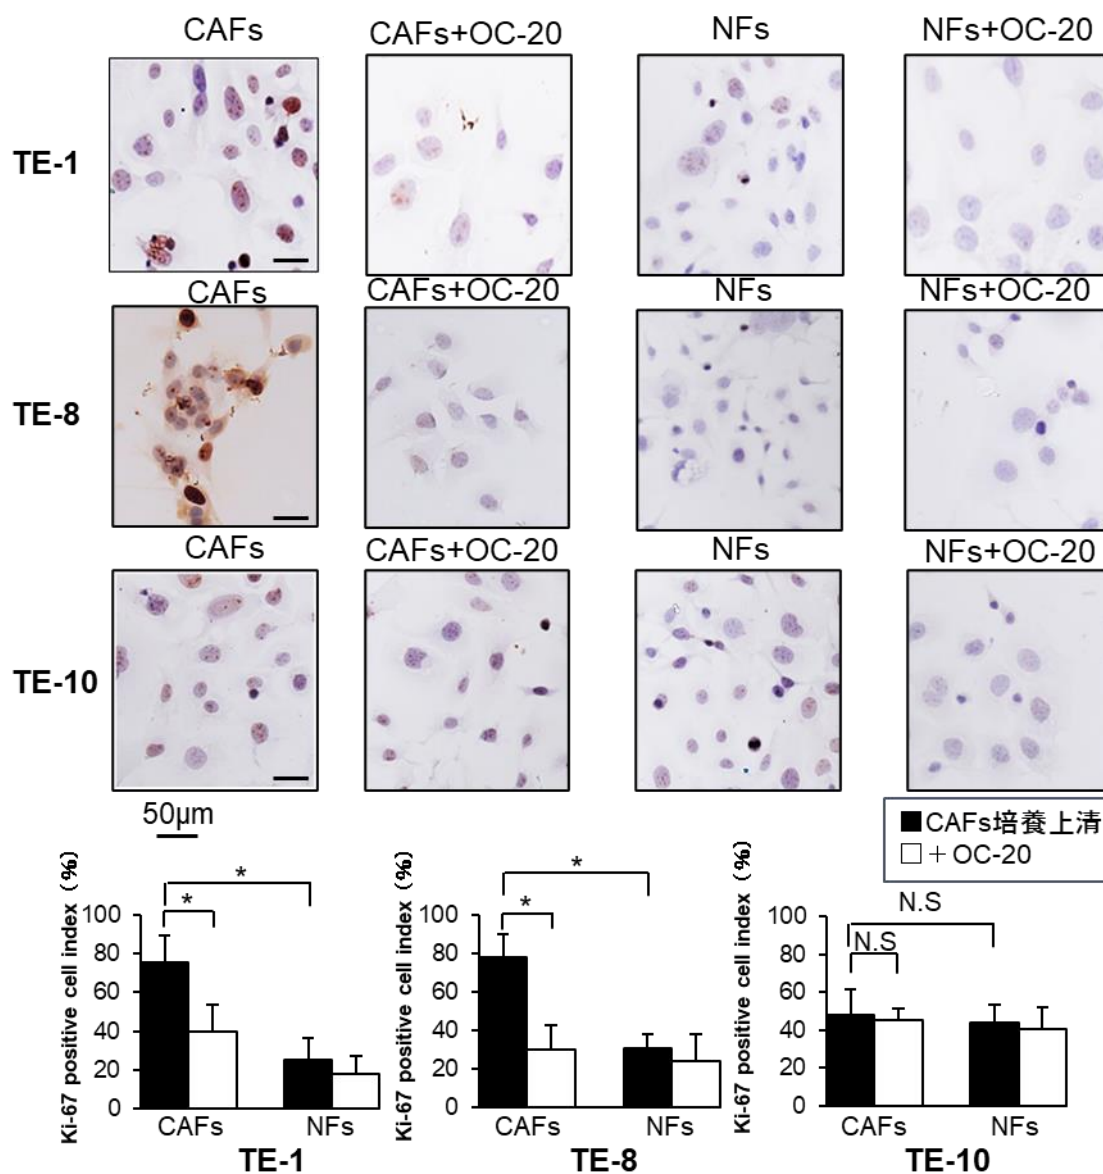 CAFs CAFs+OC-20 NFs NFs+OC-20
TE-1
CAFs CAFs+OC-20 NFs NFs+OC-20
TE-8
CAFs CAFs+OC-20 NFs NFs+OC-20
TE-10
50μm
■CAFs培養上清
□+OC-20
Ki-67 positive cell index (%)
100
80
60
40
20
0
*
*
CAFs NFs
TE-1
Ki-67 positive cell index (%)
100
80
60
40
20
0
*
*
CAFs NFs
TE-8
Ki-67 positive cell index (%)
100
80
60
40
20
0
N.S
N.S
CAFs NFs
TE-10